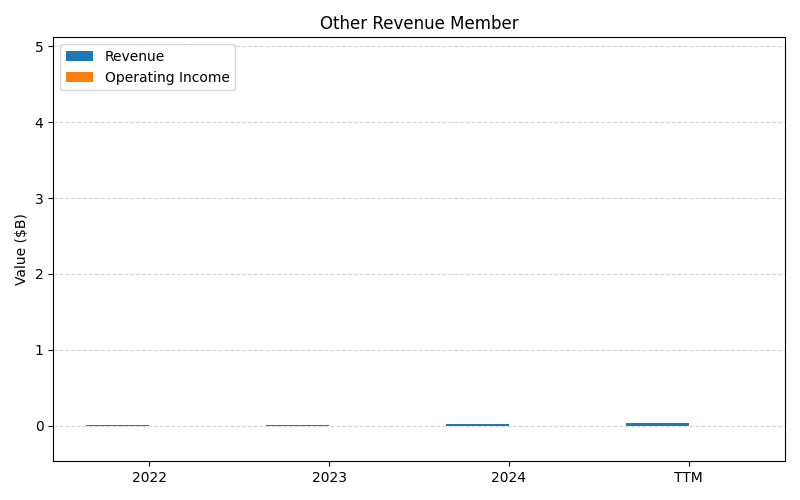 Other Revenue Member
Revenue
Operating Income
Value ($B)
5
4
3
2
1
0
2022
2023
2024
TTM